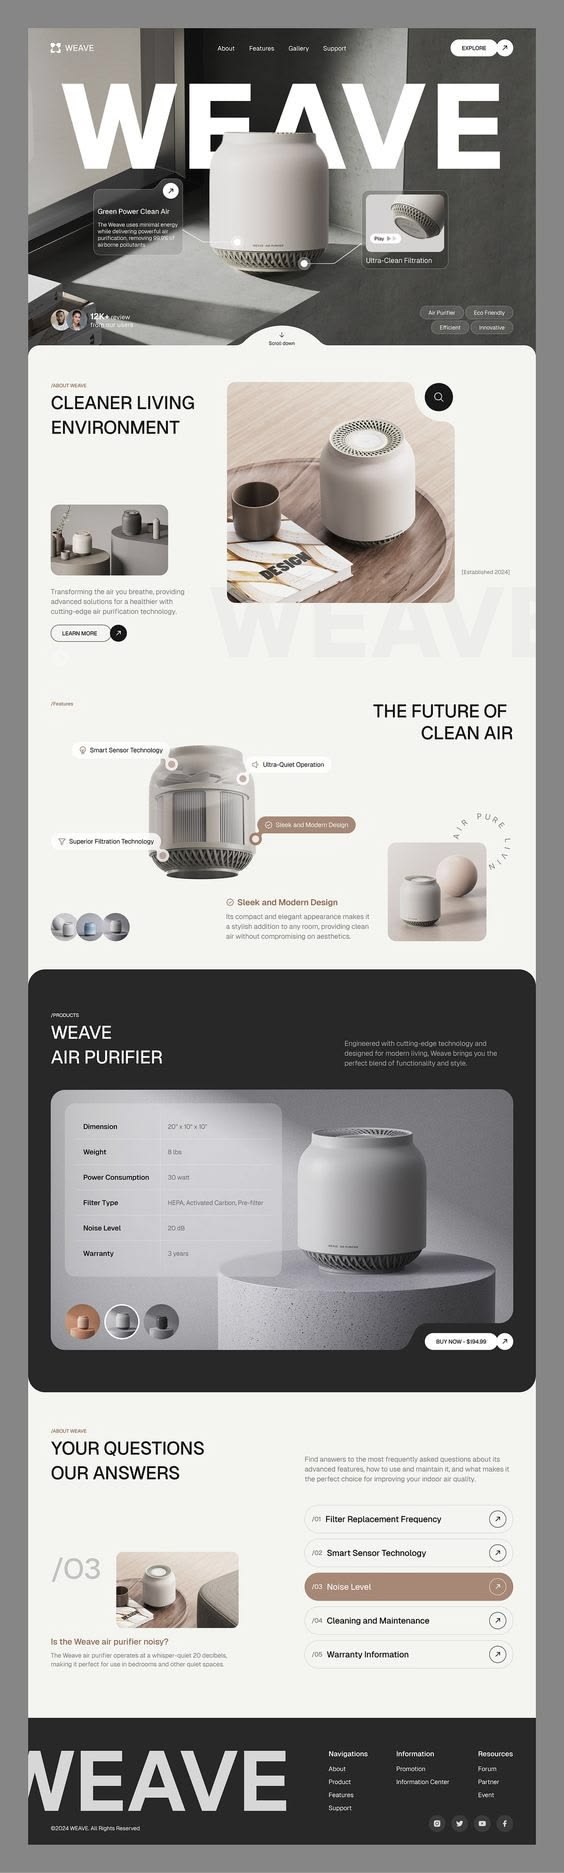 WEAVE
About
Features
Gallery
Support
EXPLORE
WEAVE
Green Power Clean Air
The Weave uses minimal energy
while delivering powerful air
purification, removing 99.9% of
airborne pollutants
Play
Ultra-Clean Filtration
WEAVE AIR PURIFIER
12K+ review
from our users
Air Purifier
Eco Friendly
Efficient
Innovative
Scroll down
/ABOUT WEAVE
CLEANER LIVING
ENVIRONMENT
DESIGN
[Established 2024]
Transforming the air you breathe, providing
advanced solutions for a healthier with
cutting-edge air purification technology.
LEARN MORE
WEAVE
/Features
THE FUTURE OF
CLEAN AIR
Smart Sensor Technology
Ultra-Quiet Operation
Sleek and Modern Design
Superior Filtration Technology
AIR PURE LIVIN
Sleek and Modern Design
Its compact and elegant appearance makes it
a stylish addition to any room, providing clean
air without compromising on aesthetics.
/PRODUCTS
WEAVE
AIR PURIFIER
Engineered with cutting-edge technology and
designed for modern living, Weave brings you the
perfect blend of functionality and style.
Dimension
20" x 10" x 10"
Weight
8 lbs
Power Consumption
30 watt
Filter Type
HEPA, Activated Carbon, Pre-filter
Noise Level
20 dB
Warranty
3 years
WEAVE AIR PURIFIER
BUY NOW - $194.99
/ABOUT WEAVE
YOUR QUESTIONS
OUR ANSWERS
Find answers to the most frequently asked questions about its
advanced features, how to use and maintain it, and what makes it
the perfect choice for improving your indoor air quality.
/01 Filter Replacement Frequency
/02 Smart Sensor Technology
/03 Noise Level
/04 Cleaning and Maintenance
/05 Warranty Information
/03
Is the Weave air purifier noisy?
The Weave air purifier operates at a whisper-quiet 20 decibels,
making it perfect for use in bedrooms and other quiet spaces.
WEAVE
©2024 WEAVE. All Rights Reserved
Navigations
About
Product
Features
Support
Information
Promotion
Information Center
Resources
Forum
Partner
Event